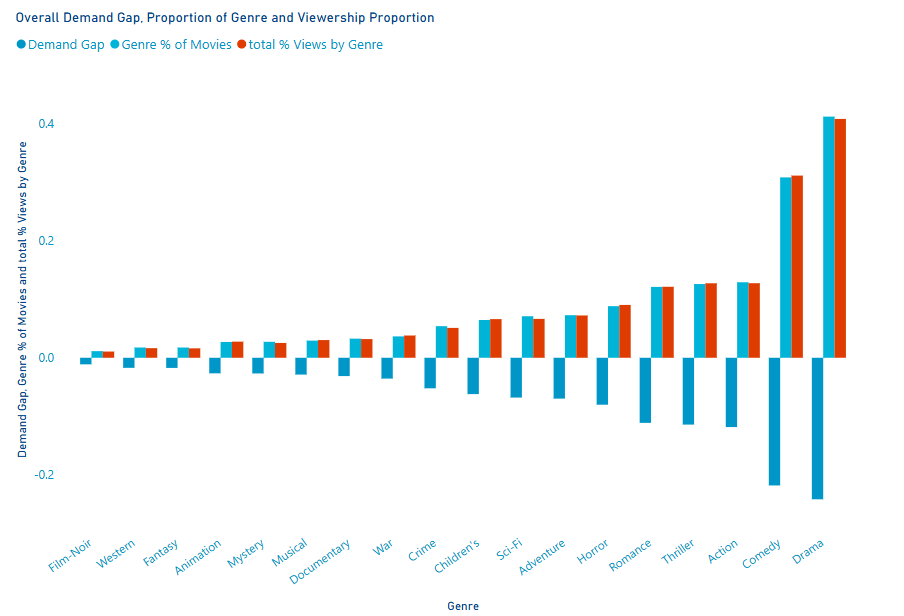 Overall Demand Gap, Proportion of Genre and Viewership Proportion
Demand Gap Genre % of Movies total % Views by Genre
Demand Gap, Genre % of Movies and total % Views by Genre
0.4
0.2
0.0
-0.2
Film-Noir Western Fantasy Animation Mystery Musical Documentary War Crime Children's Sci-Fi Adventure Horror Romance Thriller Action Comedy Drama
Genre